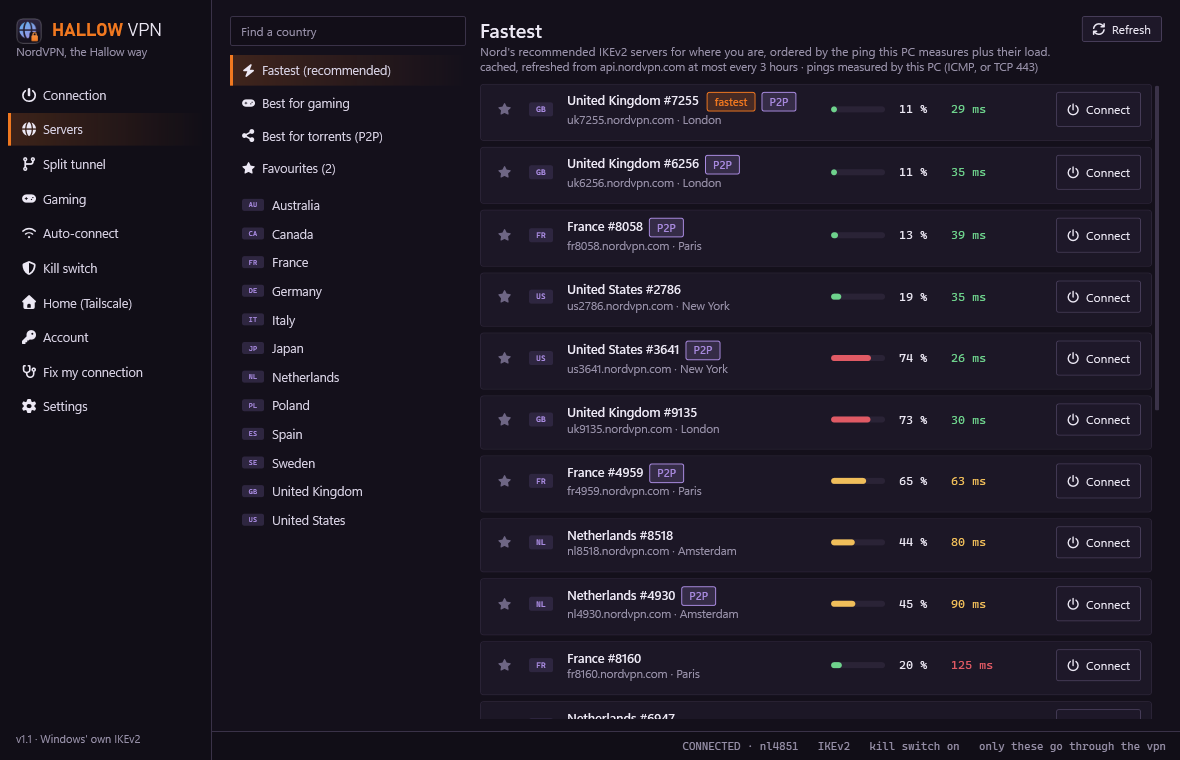 HALLOW VPN
NordVPN, the Hallow way
Connection
Servers
Split tunnel
Gaming
Auto-connect
Kill switch
Home (Tailscale)
Account
Fix my connection
Settings
v1.1 · Windows' own IKEv2
Find a country
Fastest (recommended)
Best for gaming
Best for torrents (P2P)
Favourites (2)
AU Australia
CA Canada
FR France
DE Germany
IT Italy
JP Japan
NL Netherlands
PL Poland
ES Spain
SE Sweden
GB United Kingdom
US United States
Fastest
Refresh
Nord's recommended IKEv2 servers for where you are, ordered by the ping this PC measures plus their load.
cached, refreshed from api.nordvpn.com at most every 3 hours · pings measured by this PC (ICMP, or TCP 443)
GB United Kingdom #7255 fastest P2P 11 % 29 ms Connect
uk7255.nordvpn.com · London
GB United Kingdom #6256 P2P 11 % 35 ms Connect
uk6256.nordvpn.com · London
FR France #8058 P2P 13 % 39 ms Connect
fr8058.nordvpn.com · Paris
US United States #2786 19 % 35 ms Connect
us2786.nordvpn.com · New York
US United States #3641 P2P 74 % 26 ms Connect
us3641.nordvpn.com · New York
GB United Kingdom #9135 73 % 30 ms Connect
uk9135.nordvpn.com · London
FR France #4959 P2P 65 % 63 ms Connect
fr4959.nordvpn.com · Paris
NL Netherlands #8518 44 % 80 ms Connect
nl8518.nordvpn.com · Amsterdam
NL Netherlands #4930 P2P 45 % 90 ms Connect
nl4930.nordvpn.com · Amsterdam
FR France #8160 20 % 125 ms Connect
fr8160.nordvpn.com · Paris
Netherlands #6947
CONNECTED · nl4851 IKEv2 kill switch on only these go through the vpn